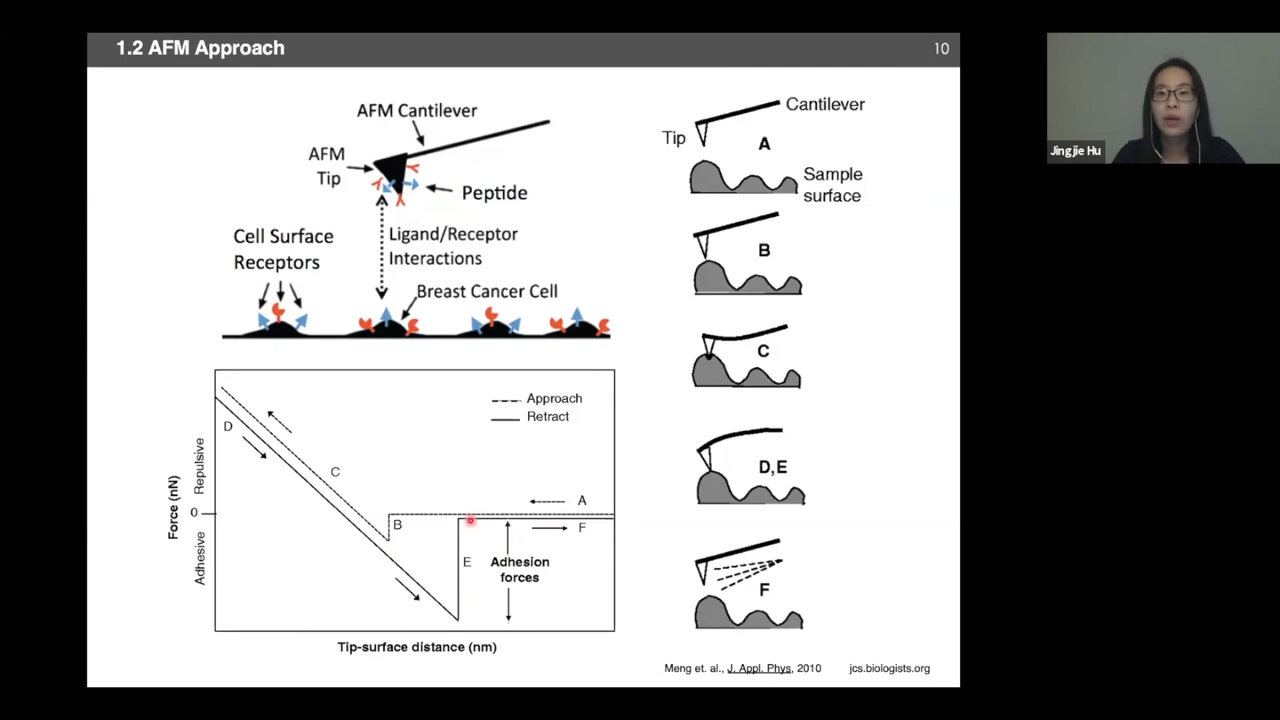 1.2 AFM Approach
10
AFM Cantilever
AFM
Tip
Peptide
Ligand/Receptor
Interactions
Cell Surface
Receptors
Breast Cancer Cell
Approach
Retract
D
C
A
B
F
E
Adhesion
forces
Force (nN)
Repulsive
0
Adhesive
Tip-surface distance (nm)
Cantilever
Tip
A
Sample
surface
B
C
D,E
F
Meng et. al., J. Appl. Phys, 2010
jcs.biologists.org
Jingjie Hu